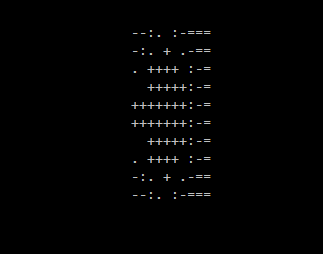 --:. :-===
-:. + .-==
. ++++ :-=
  +++++:-=
+++++++:-=
+++++++:-=
  +++++:-=
. ++++ :-=
-:. + .-==
--:. :-===